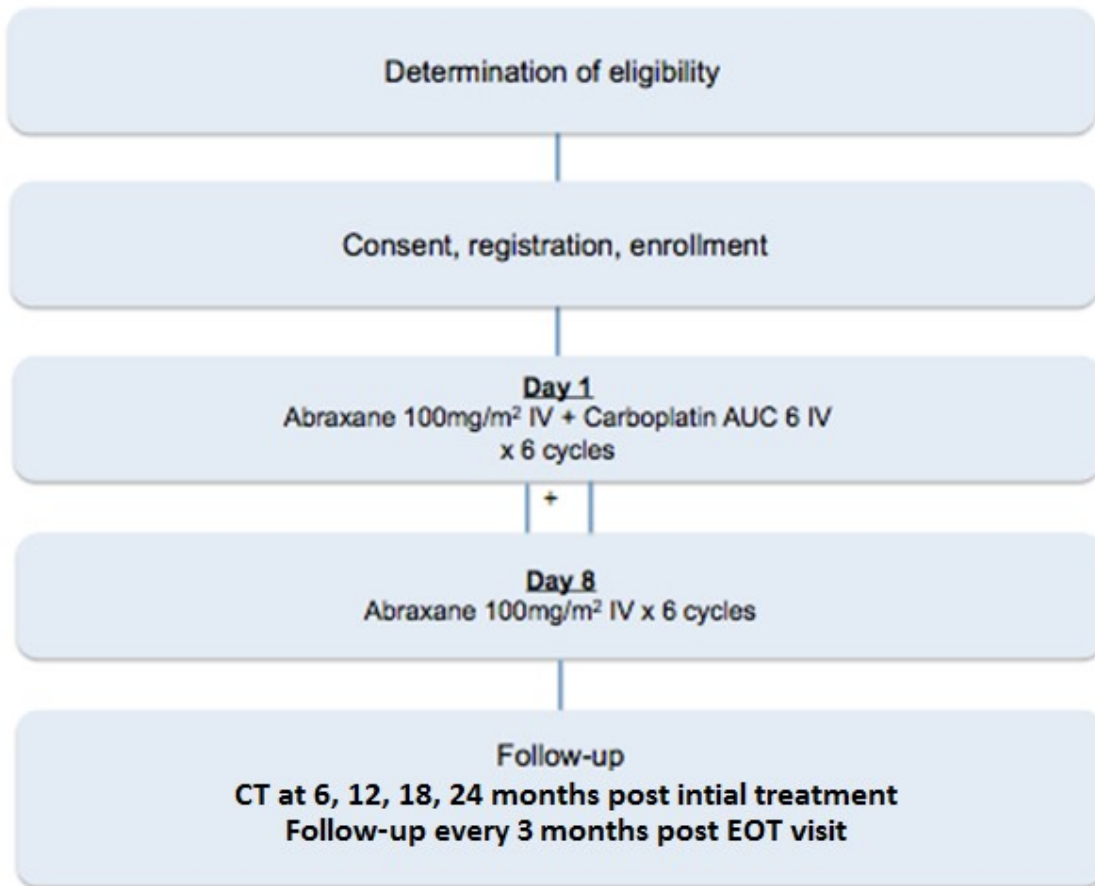 Determination of eligibility
Consent, registration, enrollment
Day 1
Abraxane 100mg/m² IV + Carboplatin AUC 6 IV
x 6 cycles
+
Day 8
Abraxane 100mg/m² IV x 6 cycles
Follow-up
CT at 6, 12, 18, 24 months post intial treatment
Follow-up every 3 months post EOT visit